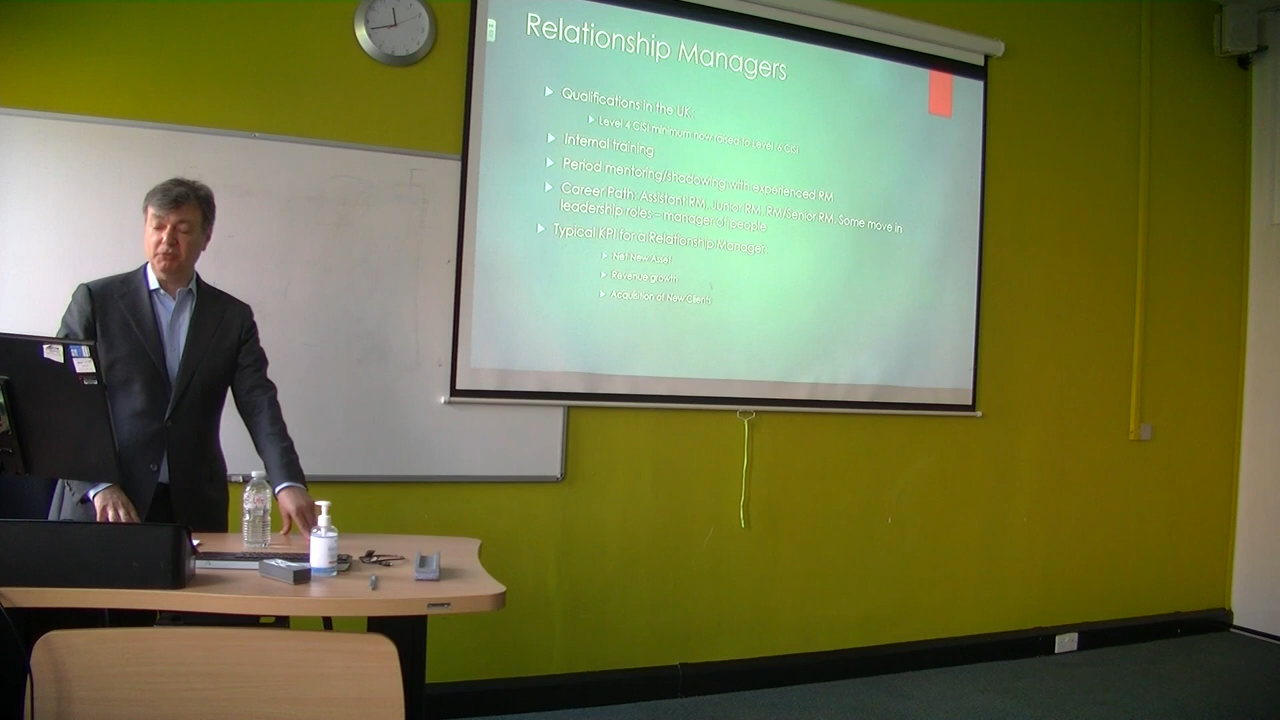 Relationship Managers
Qualifications in the UK:
Level 4 CISI minimum now raised to Level 6 CISI
Internal training
Period mentoring/shadowing with experienced RM
Career Path: Assistant RM, Junior RM, RM/Senior RM. Some move in
leadership roles – manager of people
Typical KPI for a Relationship Manager:
Net New Asset
Revenue growth
Acquisition of New Clients